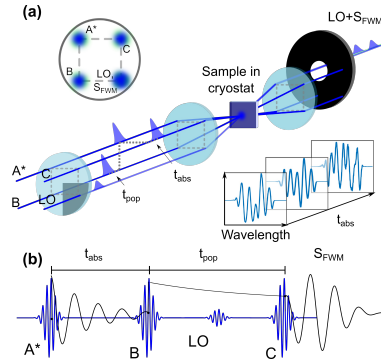 (a)
A*
C
B
LO,
S_FWM
LO+S_FWM
Sample in
cryostat
A*
C
LO
B
t_pop
t_abs
Wavelength
t_abs
(b)
t_abs
t_pop
S_FWM
A*
B
LO
C